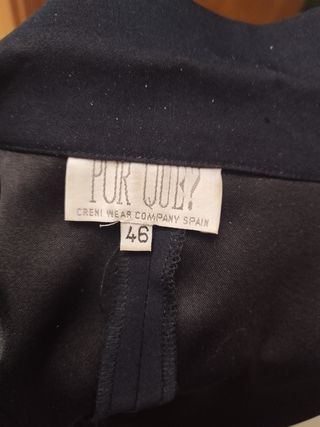 POR QUE?
CRENI WEAR COMPANY SPAIN
46